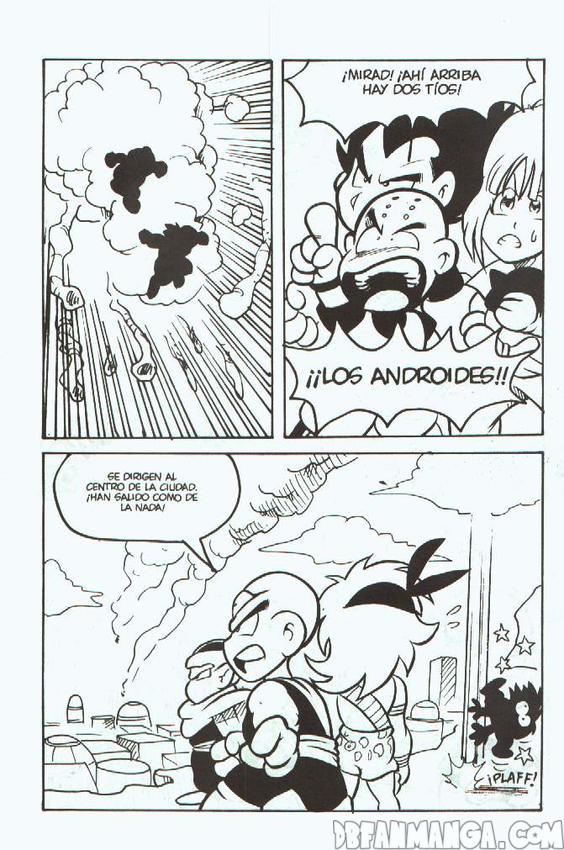 ¡MIRAD! ¡AHÍ ARRIBA
HAY DOS TÍOS!
¡¡LOS ANDROIDES!!
SE DIRIGEN AL
CENTRO DE LA CIUDAD.
¡HAN SALIDO COMO DE
LA NADA!
¡PLAFF!
DBFANMANGA.COM